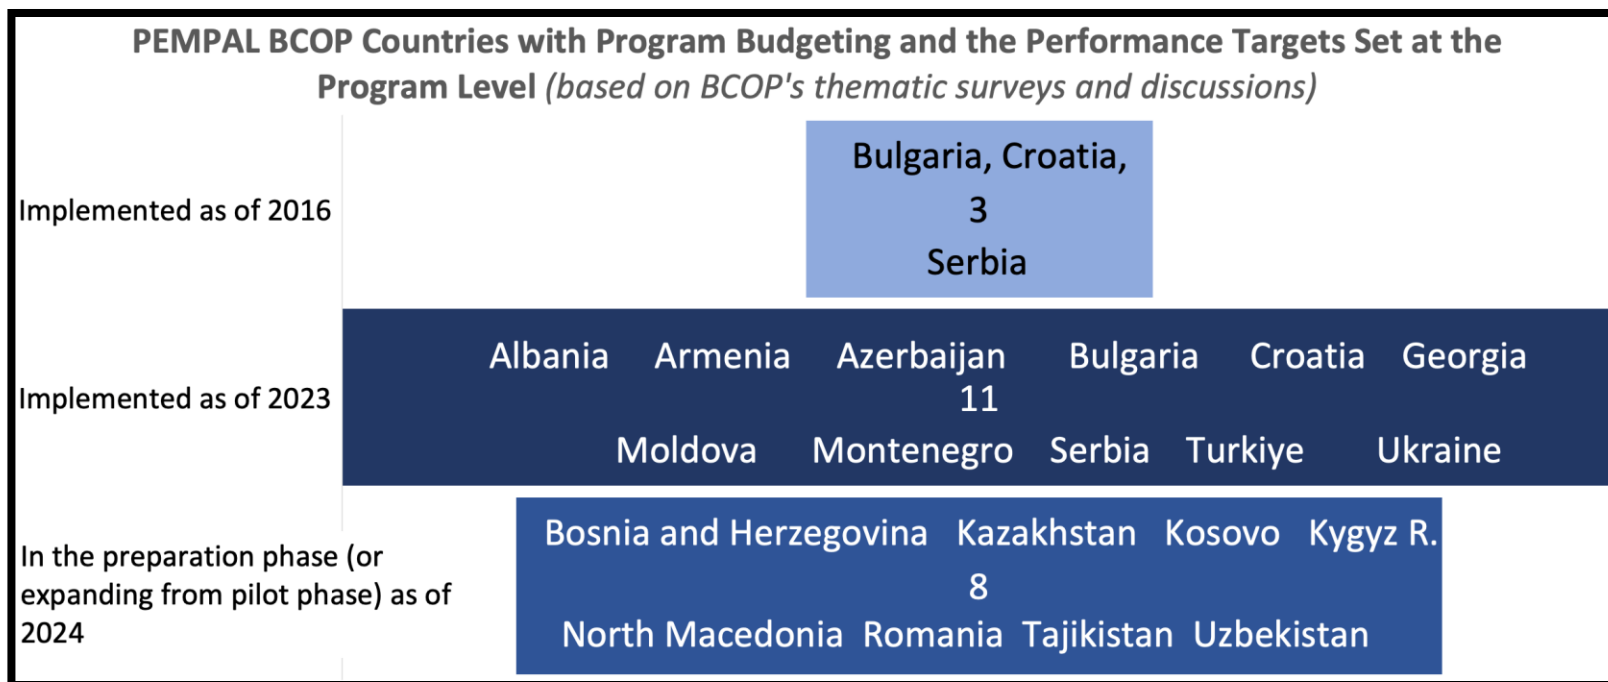 PEMPAL BCOP Countries with Program Budgeting and the Performance Targets Set at the
Program Level (based on BCOP's thematic surveys and discussions)
Implemented as of 2016
Bulgaria, Croatia,
3
Serbia
Implemented as of 2023
Albania Armenia Azerbaijan Bulgaria Croatia Georgia
11
Moldova Montenegro Serbia Turkiye Ukraine
In the preparation phase (or
expanding from pilot phase) as of
2024
Bosnia and Herzegovina Kazakhstan Kosovo Kygyz R.
8
North Macedonia Romania Tajikistan Uzbekistan